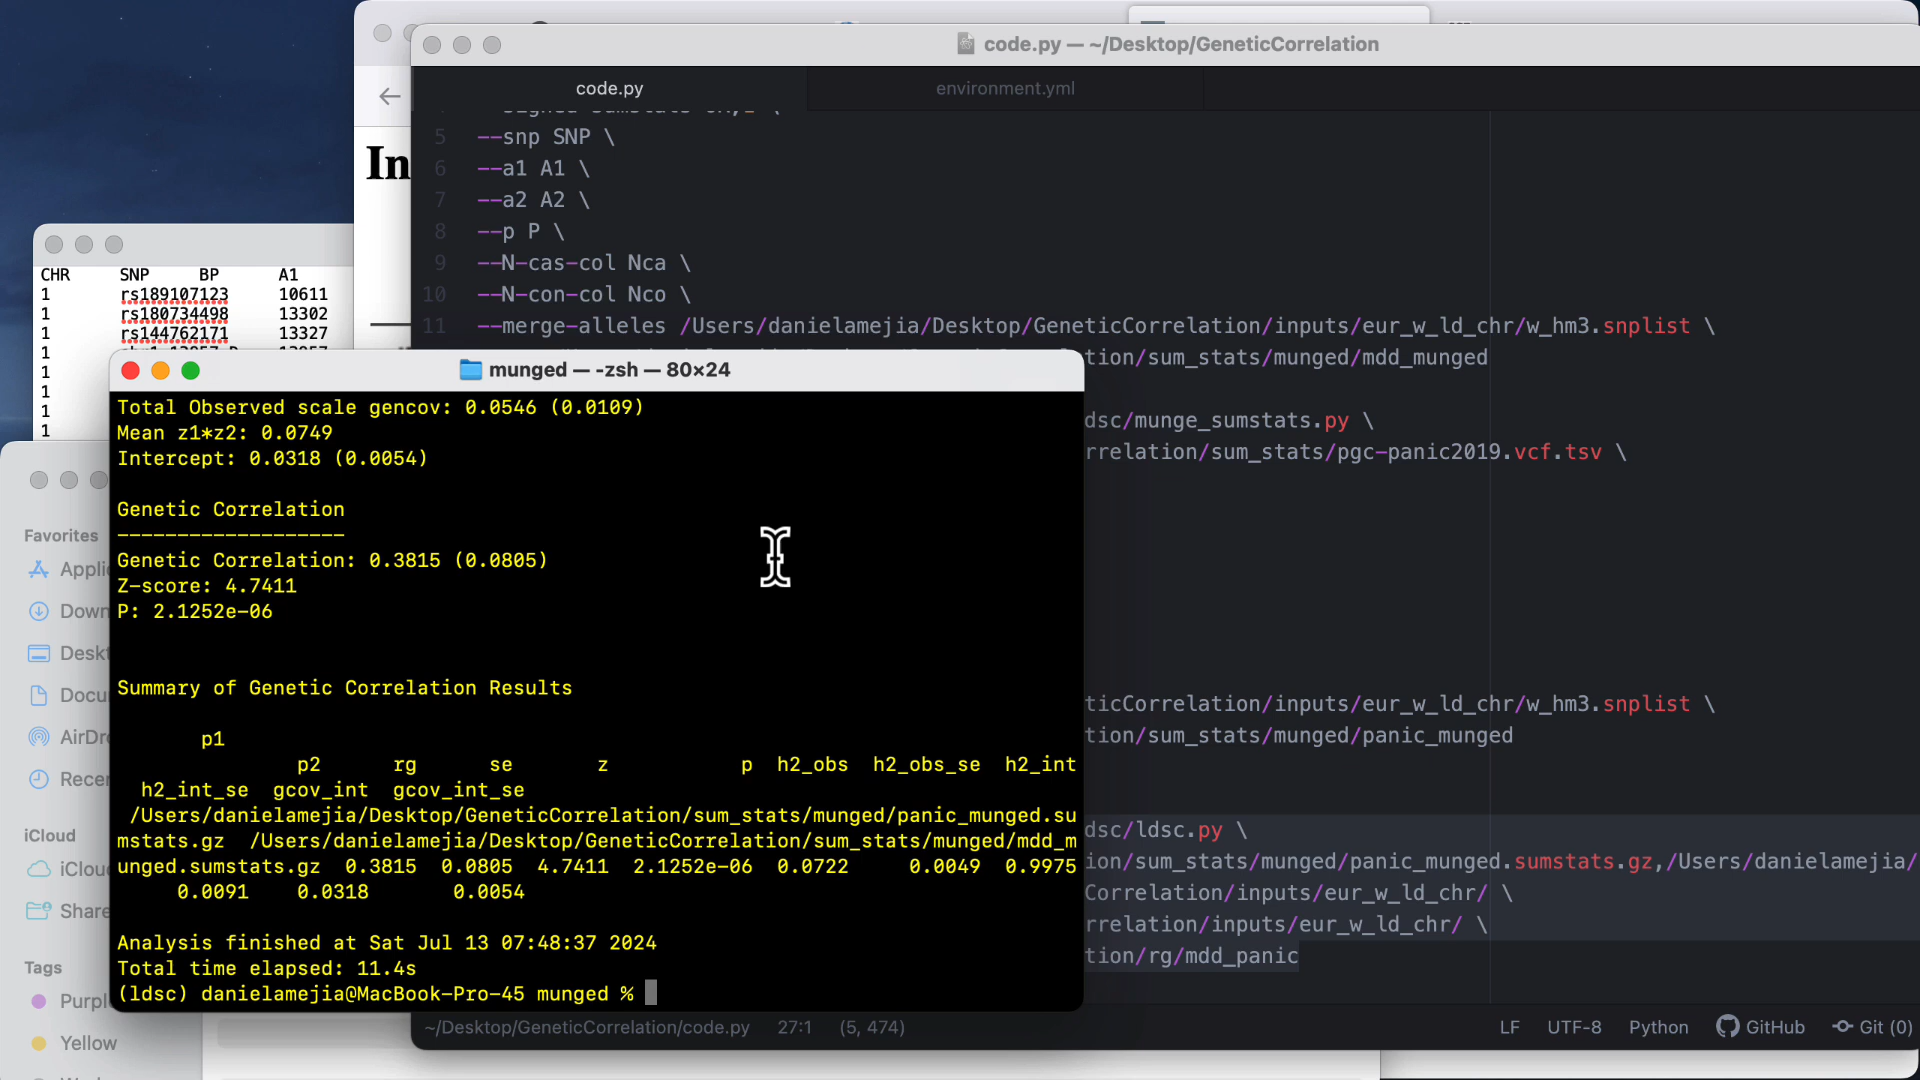 code.py — ~/Desktop/GeneticCorrelation
code.py
environment.yml
5 --snp SNP \
6 --a1 A1 \
7 --a2 A2 \
8 --p P \
9 --N-cas-col Nca \
10 --N-con-col Nco \
11 --merge-alleles /Users/danielamejia/Desktop/GeneticCorrelation/inputs/eur_w_ld_chr/w_hm3.snplist \
tion/sum_stats/munged/mdd_munged
dsc/munge_sumstats.py \
rrelation/sum_stats/pgc-panic2019.vcf.tsv \
ticCorrelation/inputs/eur_w_ld_chr/w_hm3.snplist \
tion/sum_stats/munged/panic_munged
dsc/ldsc.py \
ion/sum_stats/munged/panic_munged.sumstats.gz,/Users/danielamejia/
Correlation/inputs/eur_w_ld_chr/ \
rrelation/inputs/eur_w_ld_chr/ \
tion/rg/mdd_panic
~/Desktop/GeneticCorrelation/code.py 27:1 (5, 474)
LF UTF-8 Python GitHub Git (0)
In
CHR SNP BP A1
1 rs189107123 10611
1 rs180734498 13302
1 rs144762171 13327
1
1
1
1
1
munged — -zsh — 80×24
Total Observed scale gencov: 0.0546 (0.0109)
Mean z1*z2: 0.0749
Intercept: 0.0318 (0.0054)
Genetic Correlation
-------------------
Genetic Correlation: 0.3815 (0.0805)
Z-score: 4.7411
P: 2.1252e-06
Summary of Genetic Correlation Results
p1
p2 rg se z p h2_obs h2_obs_se h2_int
h2_int_se gcov_int gcov_int_se
/Users/danielamejia/Desktop/GeneticCorrelation/sum_stats/munged/panic_munged.su
mstats.gz /Users/danielamejia/Desktop/GeneticCorrelation/sum_stats/munged/mdd_m
unged.sumstats.gz 0.3815 0.0805 4.7411 2.1252e-06 0.0722 0.0049 0.9975
0.0091 0.0318 0.0054
Analysis finished at Sat Jul 13 07:48:37 2024
Total time elapsed: 11.4s
(ldsc) danielamejia@MacBook-Pro-45 munged %
Favorites
Appli
Down
Deskt
Docu
AirDr
Recen
iCloud
iClou
Share
Tags
Purpl
Yellow